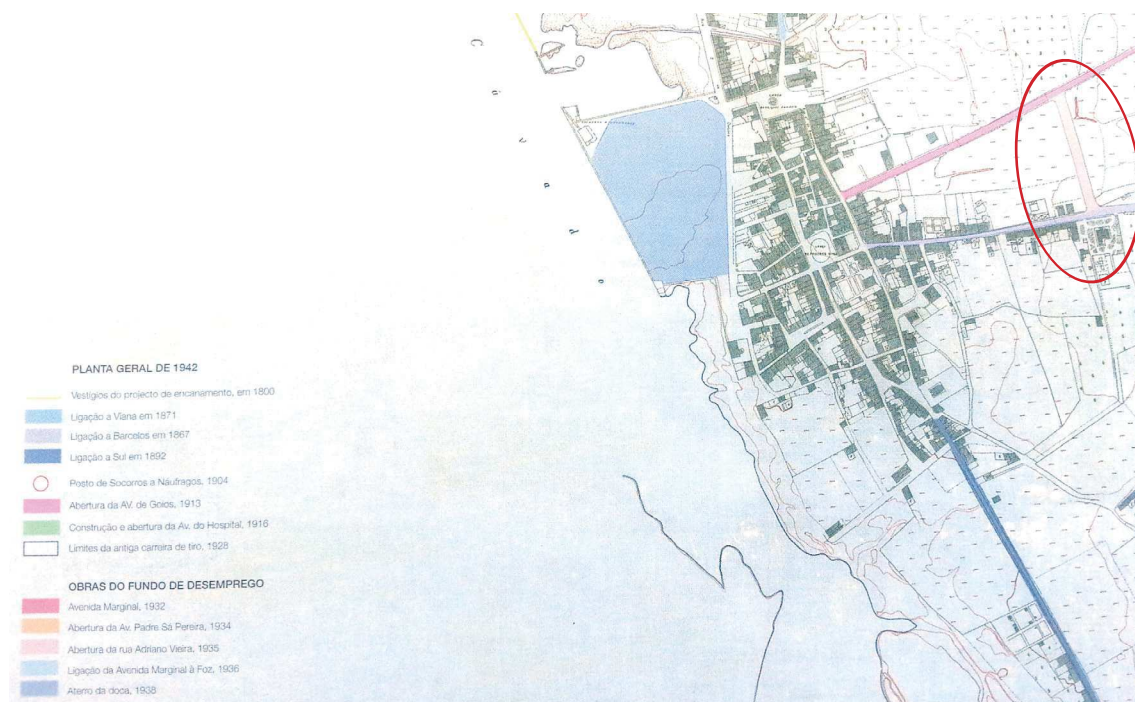 C
á
v
a
d
o
PLANTA GERAL DE 1942
Vestígios do projecto de encanamento, em 1800
Ligação a Viana em 1871
Ligação a Barcelos em 1867
Ligação a Sul em 1892
Posto de Socorros a Náufragos, 1904
Abertura da AV. de Goios, 1913
Construção e abertura da Av. do Hospital, 1916
Limites da antiga carreira de tiro, 1928
OBRAS DO FUNDO DE DESEMPREGO
Avenida Marginal, 1932
Abertura da Av. Padre Sá Pereira, 1934
Abertura da rua Adriano Vieira, 1935
Ligação da Avenida Marginal à Foz, 1936
Aterro da doca, 1938